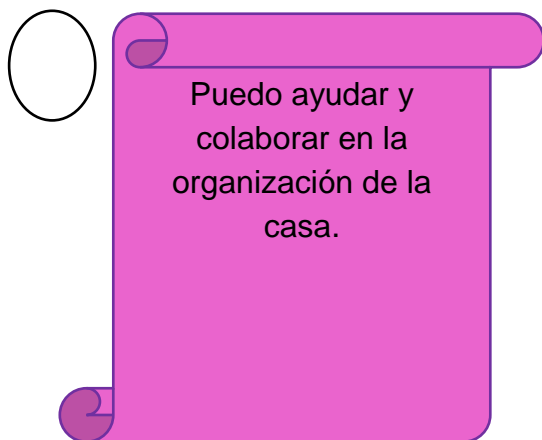 Puedo ayudar y
colaborar en la
organización de la
casa.